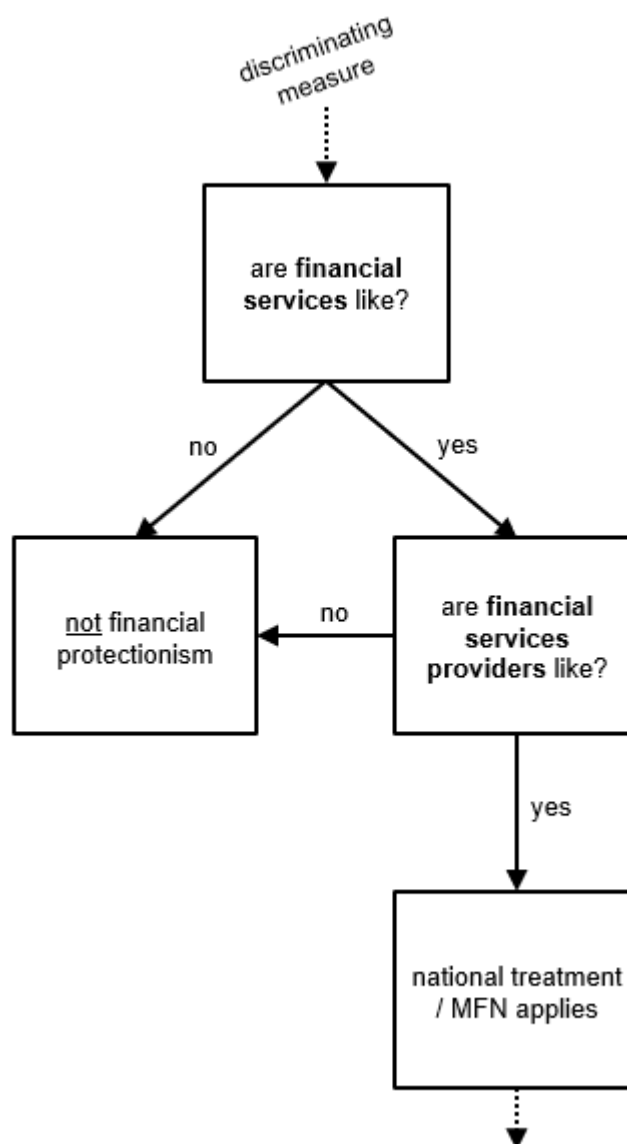 discriminating
measure
are financial
services like?
no
yes
not financial
protectionism
no
are financial
services
providers like?
yes
national treatment
/ MFN applies